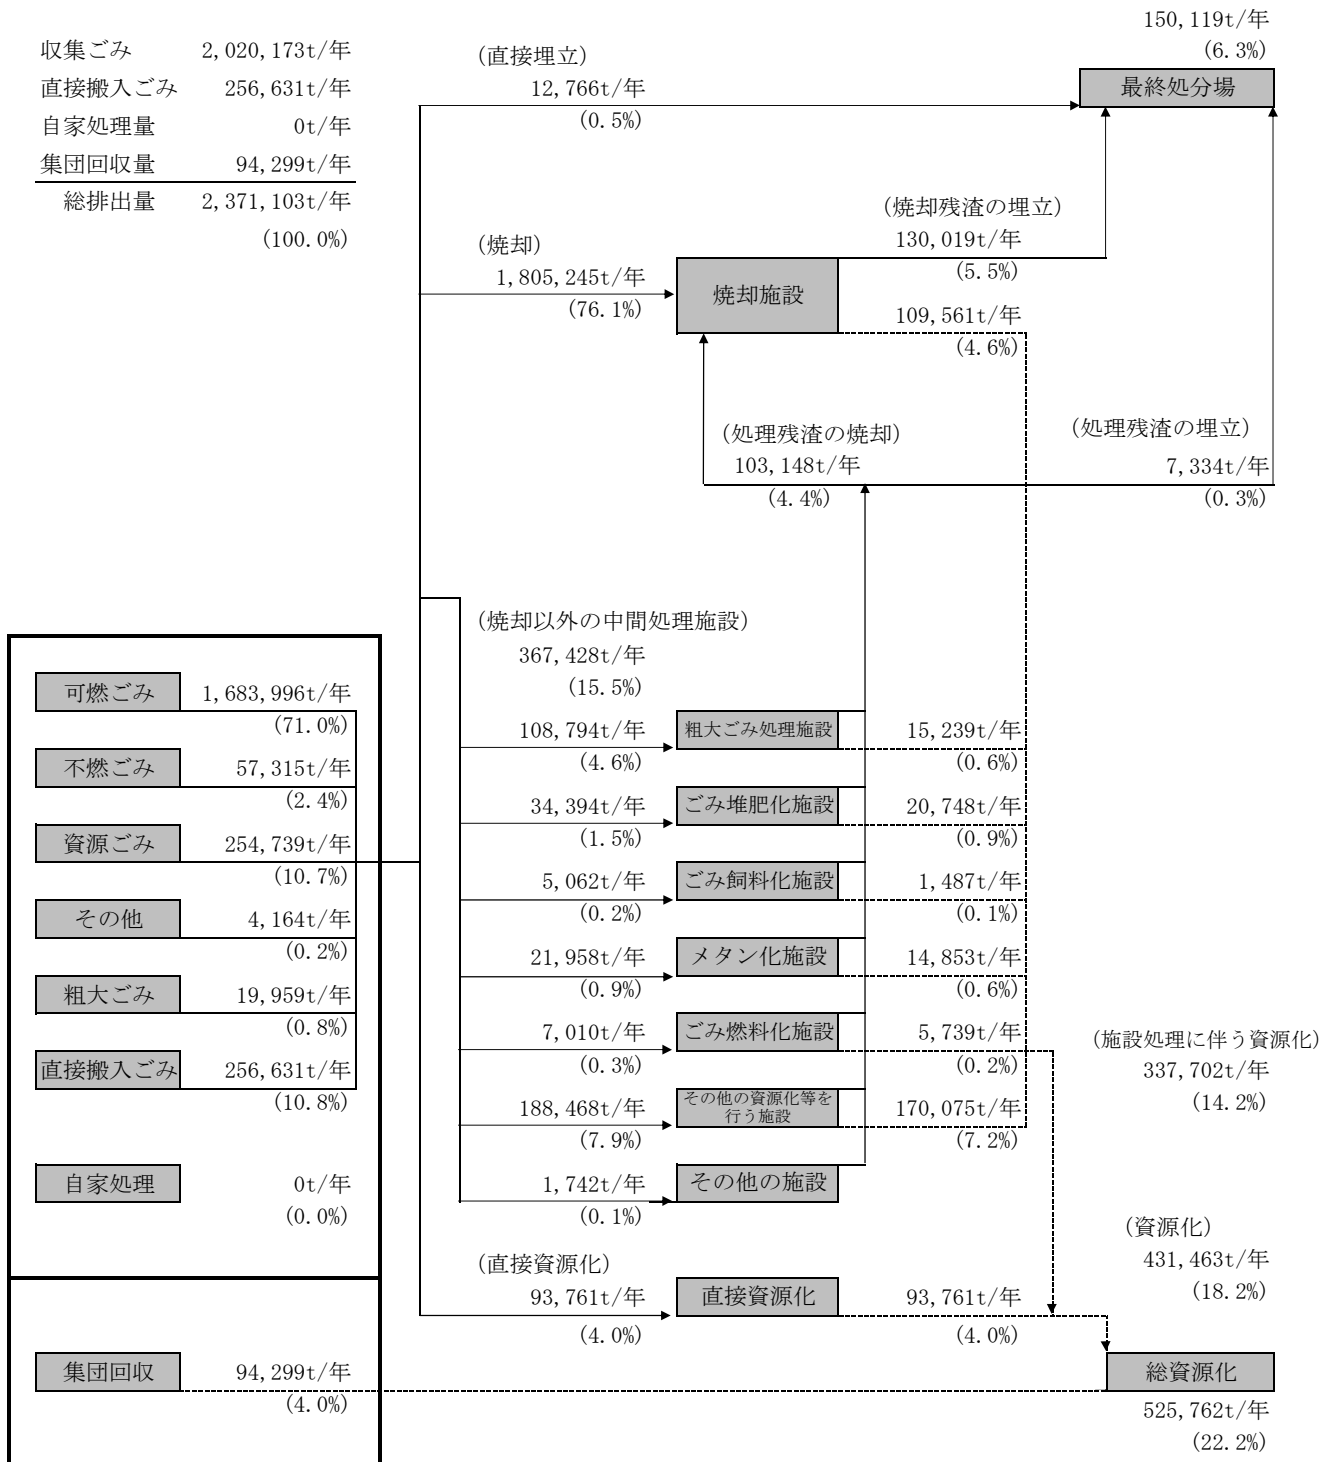 収集ごみ 2,020,173t/年
直接搬入ごみ 256,631t/年
自家処理量 0t/年
集団回収量 94,299t/年
総排出量 2,371,103t/年
(100.0%)
(直接埋立)
12,766t/年
(0.5%)
150,119t/年
(6.3%)
最終処分場
(焼却)
1,805,245t/年
(76.1%)
焼却施設
(焼却残渣の埋立)
130,019t/年
(5.5%)
109,561t/年
(4.6%)
(処理残渣の焼却)
103,148t/年
(4.4%)
(処理残渣の埋立)
7,334t/年
(0.3%)
(焼却以外の中間処理施設)
367,428t/年
(15.5%)
可燃ごみ 1,683,996t/年
(71.0%)
不燃ごみ 57,315t/年
(2.4%)
資源ごみ 254,739t/年
(10.7%)
その他 4,164t/年
(0.2%)
粗大ごみ 19,959t/年
(0.8%)
直接搬入ごみ 256,631t/年
(10.8%)
自家処理 0t/年
(0.0%)
108,794t/年 粗大ごみ処理施設 15,239t/年
(4.6%) (0.6%)
34,394t/年 ごみ堆肥化施設 20,748t/年
(1.5%) (0.9%)
5,062t/年 ごみ飼料化施設 1,487t/年
(0.2%) (0.1%)
21,958t/年 メタン化施設 14,853t/年
(0.9%) (0.6%)
7,010t/年 ごみ燃料化施設 5,739t/年
(0.3%) (0.2%)
188,468t/年 その他の資源化等を
行う施設 170,075t/年
(7.9%) (7.2%)
1,742t/年 その他の施設
(0.1%)
(施設処理に伴う資源化)
337,702t/年
(14.2%)
(直接資源化)
93,761t/年 直接資源化 93,761t/年
(4.0%) (4.0%)
(資源化)
431,463t/年
(18.2%)
集団回収 94,299t/年
(4.0%)
総資源化
525,762t/年
(22.2%)